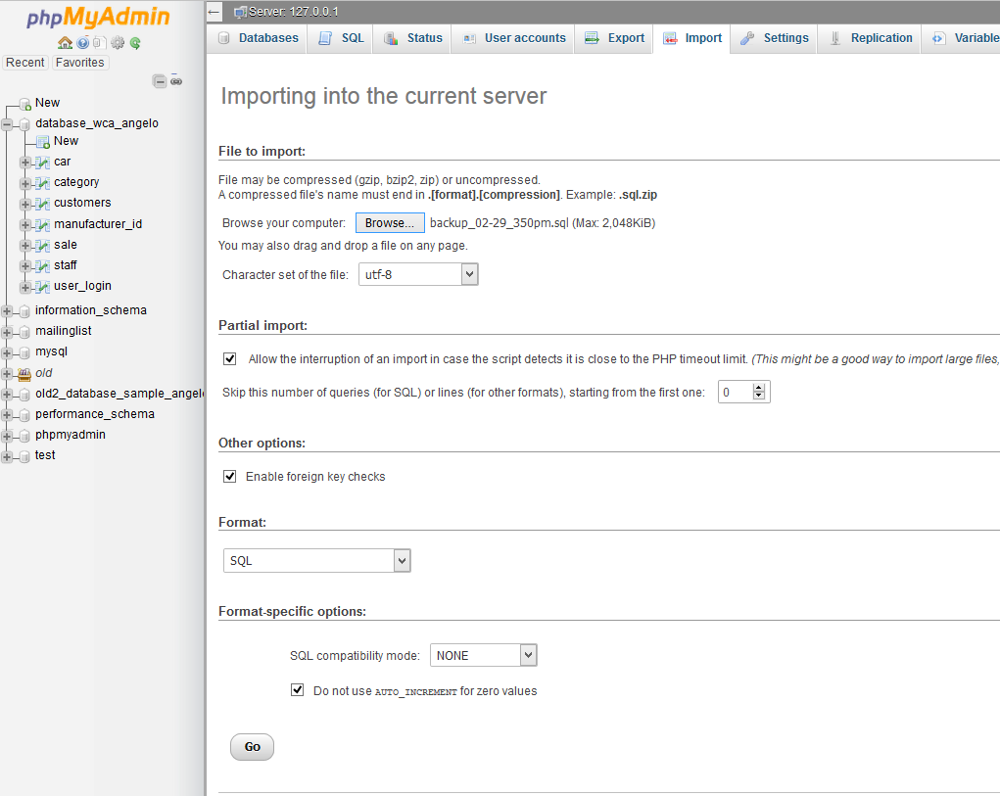 phpMyAdmin
Recent Favorites
New
database_wca_angelo
New
car
category
customers
manufacturer_id
sale
staff
user_login
information_schema
mailinglist
mysql
old
old2_database_sample_angelo
performance_schema
phpmyadmin
test
Server: 127.0.0.1
Databases SQL Status User accounts Export Import Settings Replication Variable
Importing into the current server
File to import:
File may be compressed (gzip, bzip2, zip) or uncompressed.
A compressed file's name must end in .[format].[compression]. Example: .sql.zip
Browse your computer: Browse... backup_02-29_350pm.sql (Max: 2,048KiB)
You may also drag and drop a file on any page.
Character set of the file: utf-8
Partial import:
Allow the interruption of an import in case the script detects it is close to the PHP timeout limit. (This might be a good way to import large files,
Skip this number of queries (for SQL) or lines (for other formats), starting from the first one: 0
Other options:
Enable foreign key checks
Format:
SQL
Format-specific options:
SQL compatibility mode: NONE
Do not use AUTO_INCREMENT for zero values
Go